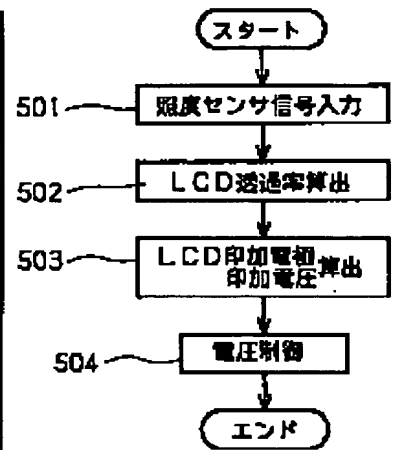 スタート
501 照度センサ信号入力
502 LCD透過率算出
503 LCD印加電極
印加電圧 算出
504 電圧制御
エンド